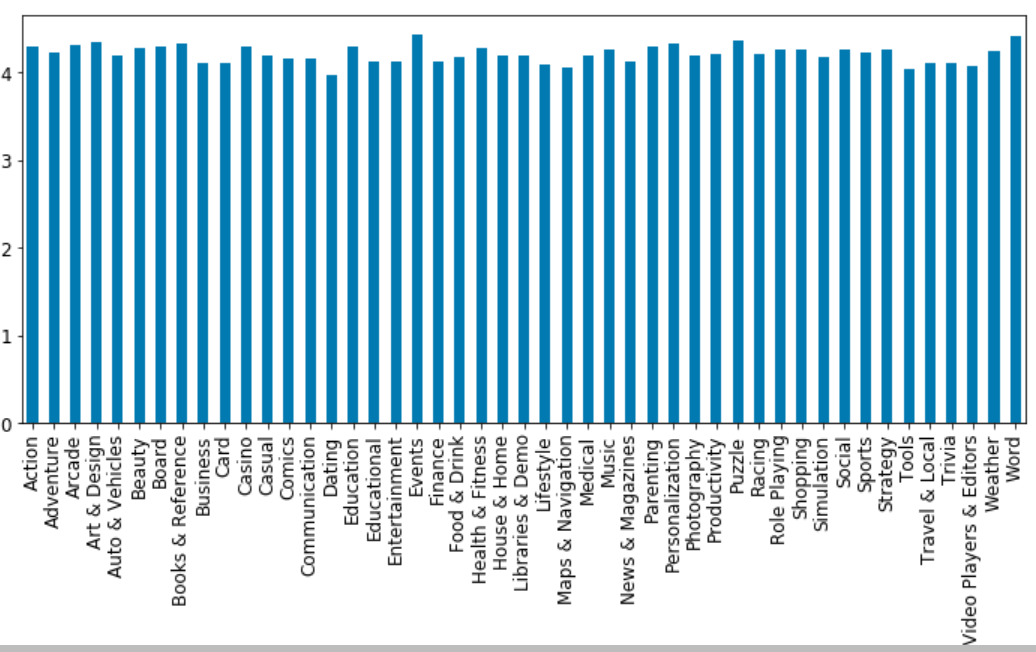 4
3
2
1
0
Action
Adventure
Arcade
Art & Design
Auto & Vehicles
Beauty
Board
Books & Reference
Business
Card
Casino
Casual
Comics
Communication
Dating
Education
Educational
Entertainment
Events
Finance
Food & Drink
Health & Fitness
House & Home
Libraries & Demo
Lifestyle
Maps & Navigation
Medical
Music
News & Magazines
Parenting
Personalization
Photography
Productivity
Puzzle
Racing
Role Playing
Shopping
Simulation
Social
Sports
Strategy
Tools
Travel & Local
Trivia
Video Players & Editors
Weather
Word